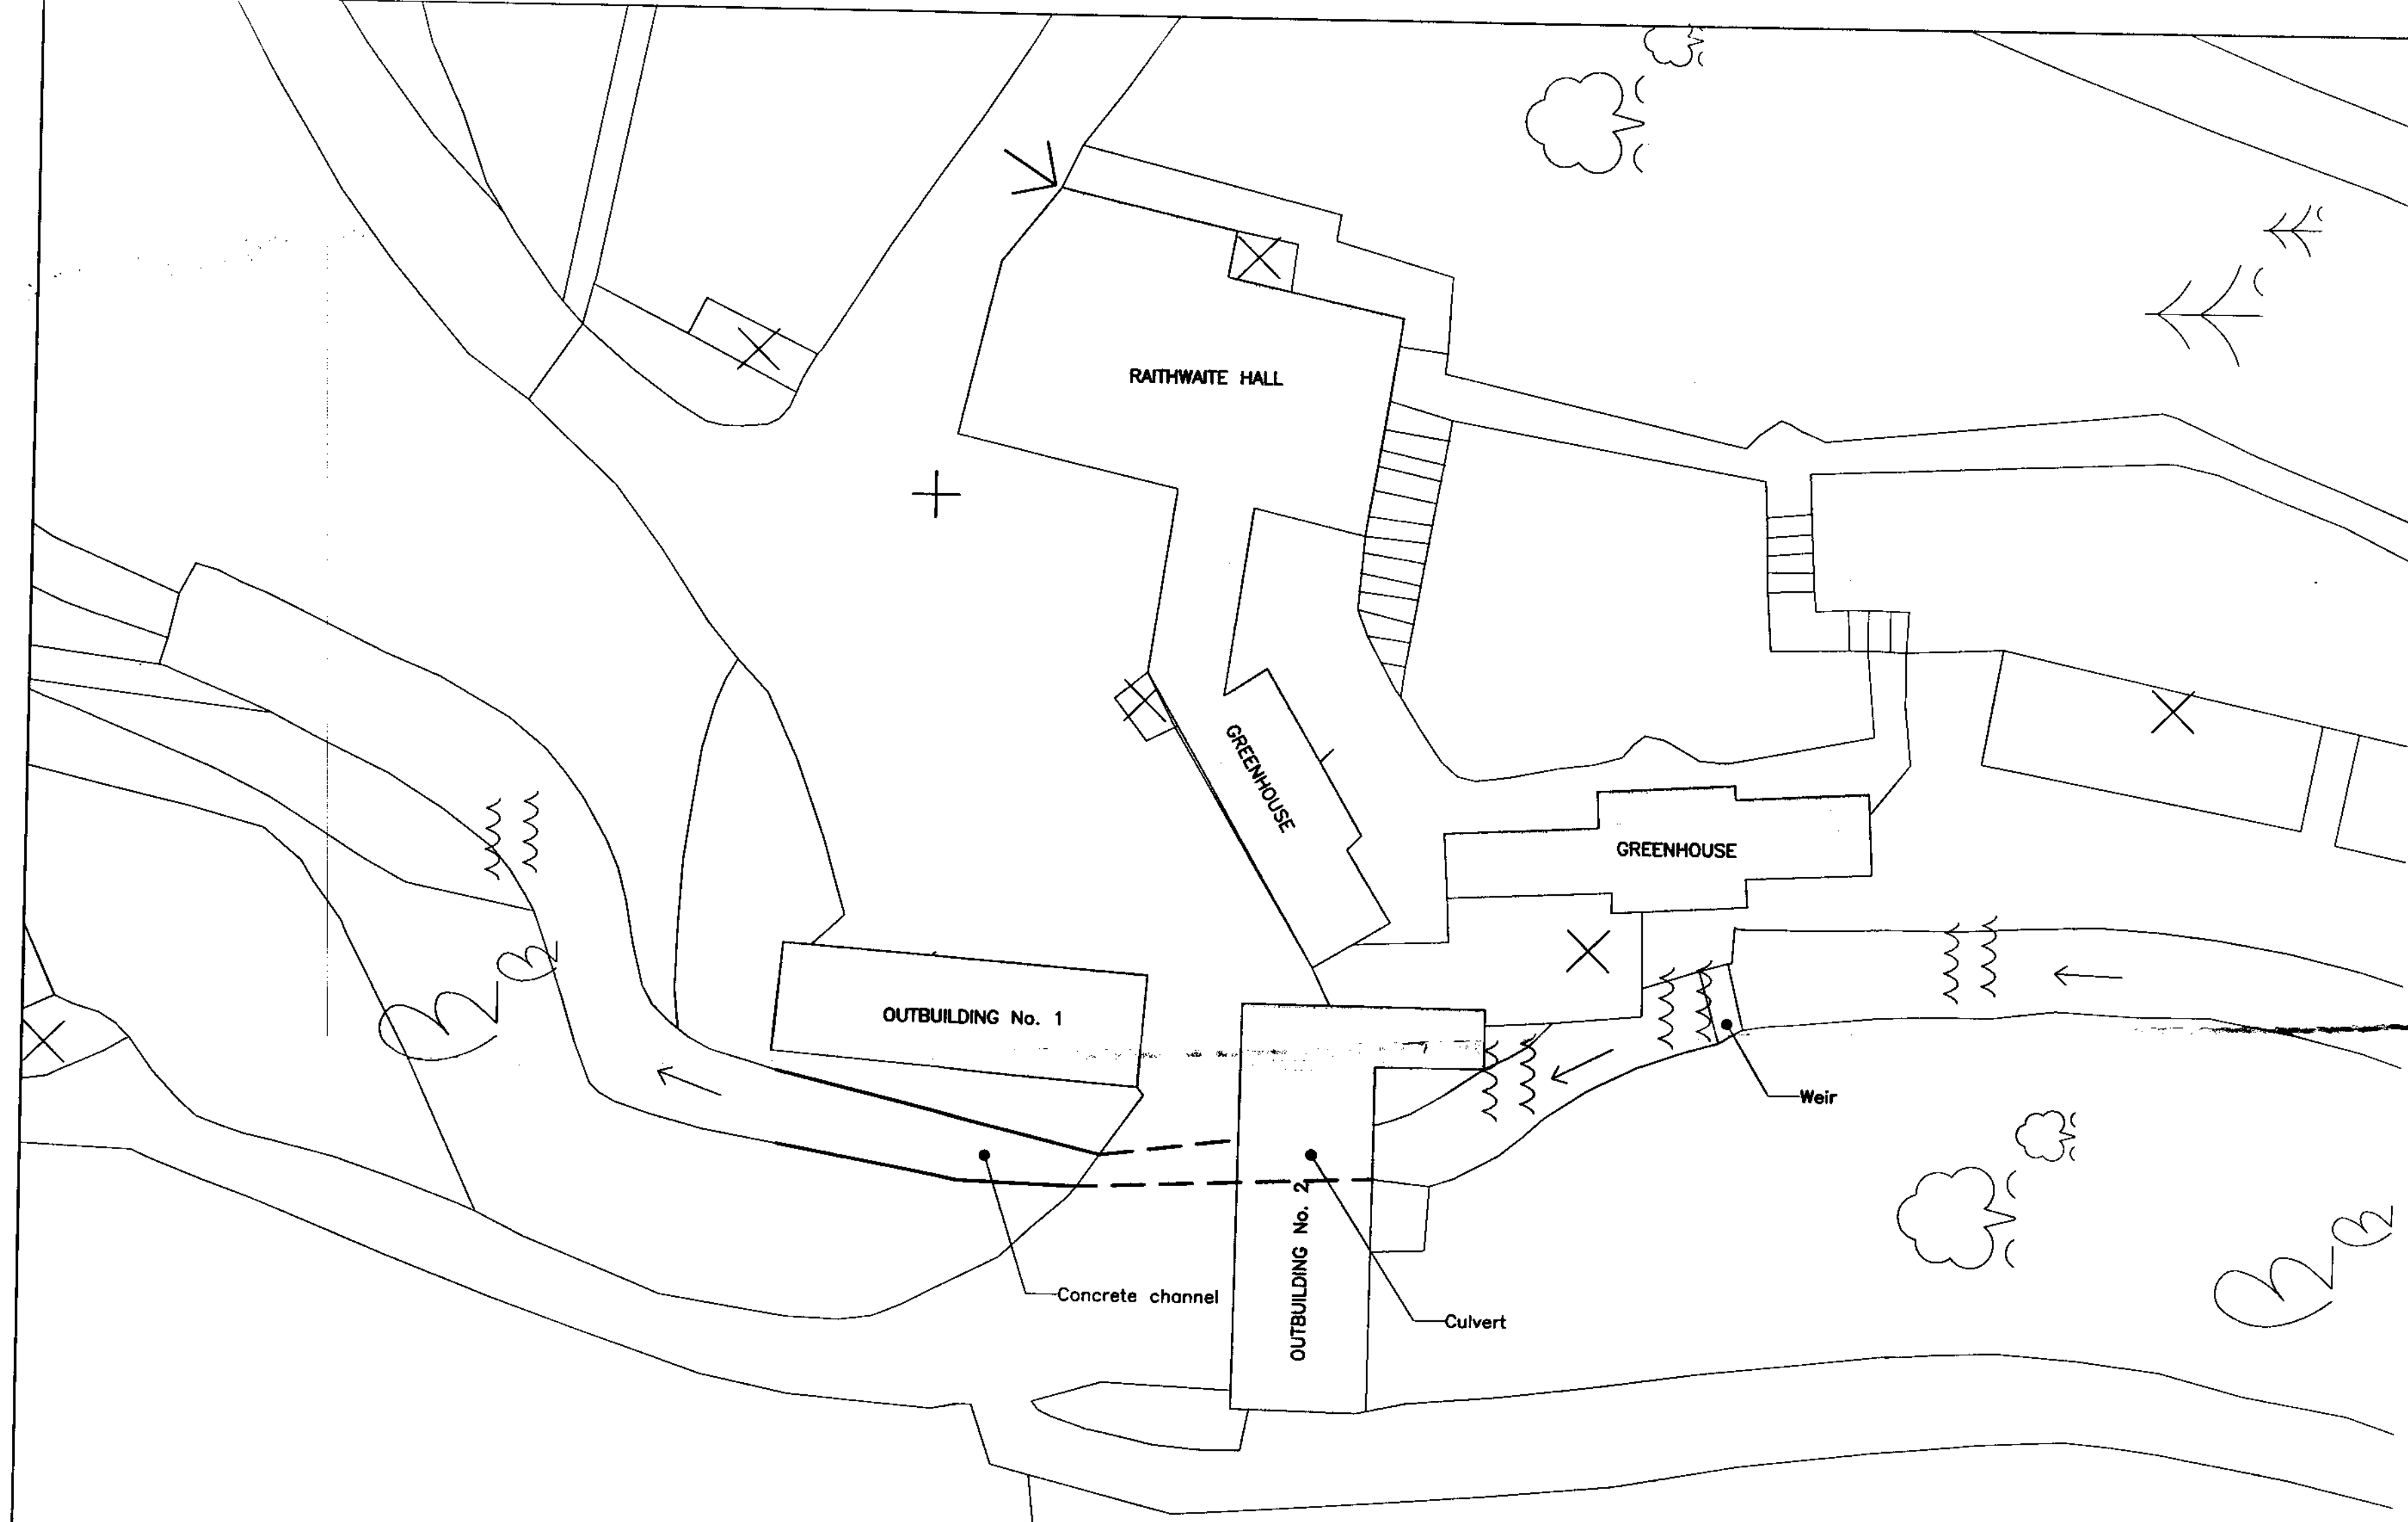 RAITHWAITE HALL
GREENHOUSE
GREENHOUSE
OUTBUILDING No. 1
Weir
OUTBUILDING No. 2
Concrete channel
Culvert